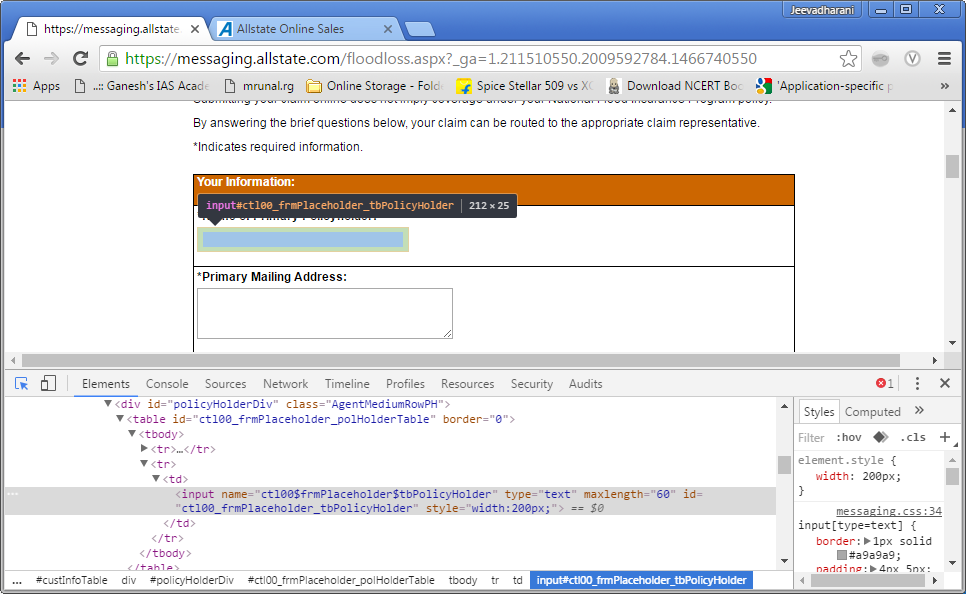 Jeevadharani
https://messaging.allstate
Allstate Online Sales
https://messaging.allstate.com/floodloss.aspx?_ga=1.211510550.2009592784.1466740550
Apps
..:: Ganesh's IAS Acade
mrunal.rg
Online Storage - Fold
Spice Stellar 509 vs X
Download NCERT Boo
'Application-specific p
»
Submitting your claim online does not imply coverage under your National Flood Insurance Program policy.
By answering the brief questions below, your claim can be routed to the appropriate claim representative.
*Indicates required information.
Your Information:
input#ctl00_frmPlaceholder_tbPolicyHolder 212 × 25
*Name of Primary Policyholder:
*Primary Mailing Address:
Elements Console Sources Network Timeline Profiles Resources Security Audits 1
<div id="policyHolderDiv" class="AgentMediumRowPH">
<table id="ctl00_frmPlaceholder_polHolderTable" border="0">
<tbody>
<tr>…</tr>
<tr>
<td>
<input name="ctl00$frmPlaceholder$tbPolicyHolder" type="text" maxlength="60" id=
"ctl00_frmPlaceholder_tbPolicyHolder" style="width:200px;"> == $0
</td>
</tr>
</tbody>
</table>
... #custInfoTable div #policyHolderDiv #ctl00_frmPlaceholder_polHolderTable tbody tr td input#ctl00_frmPlaceholder_tbPolicyHolder
Styles Computed »
Filter :hov .cls +
element.style {
width: 200px;
}
messaging.css:34
input[type=text] {
border: 1px solid
#a9a9a9;
padding: 4px 5px;